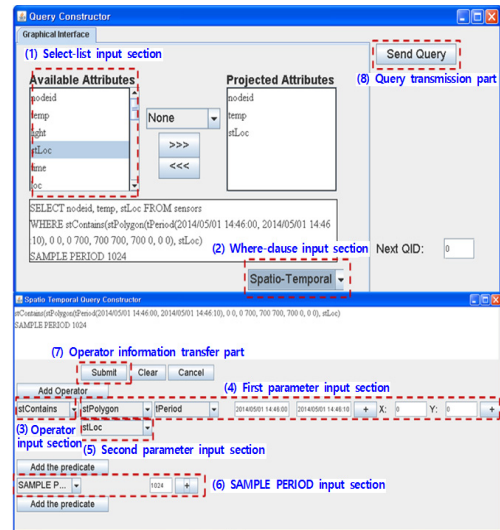 Query Constructor
Graphical Interface
(1) Select-list input section
Send Query
(8) Query transmission part
Available Attributes
Projected Attributes
nodeid
temp
light
stLoc
time
loc
None
>>>
<<<
nodeid
temp
stLoc
SELECT nodeid, temp, stLoc FROM sensors
WHERE stContains(stPolygon(tPeriod(2014/05/01 14:46:00, 2014/05/01 14:46
:10), 0 0, 0 700, 700 700, 700 0, 0 0), stLoc)
SAMPLE PERIOD 1024
(2) Where-clause input section
Next QID: 0
Spatio-Temporal
Spatio Temporal Query Constructor
stContains(stPolygon(tPeriod(2014/05/01 14:46:00, 2014/05/01 14:46:10), 0 0, 0 700, 700 700, 700 0, 0 0), stLoc)
SAMPLE PERIOD 1024
(7) Operator information transfer part
Submit Clear Cancel
(4) First parameter input section
Add Operator
stContains stPolygon tPeriod 2014/05/01 14:46:00 2014/05/01 14:46:10 + X: 0 Y: 0 +
(3) Operator
input section
stLoc
(5) Second parameter input section
Add the predicate
SAMPLE P... 1024 + (6) SAMPLE PERIOD input section
Add the predicate